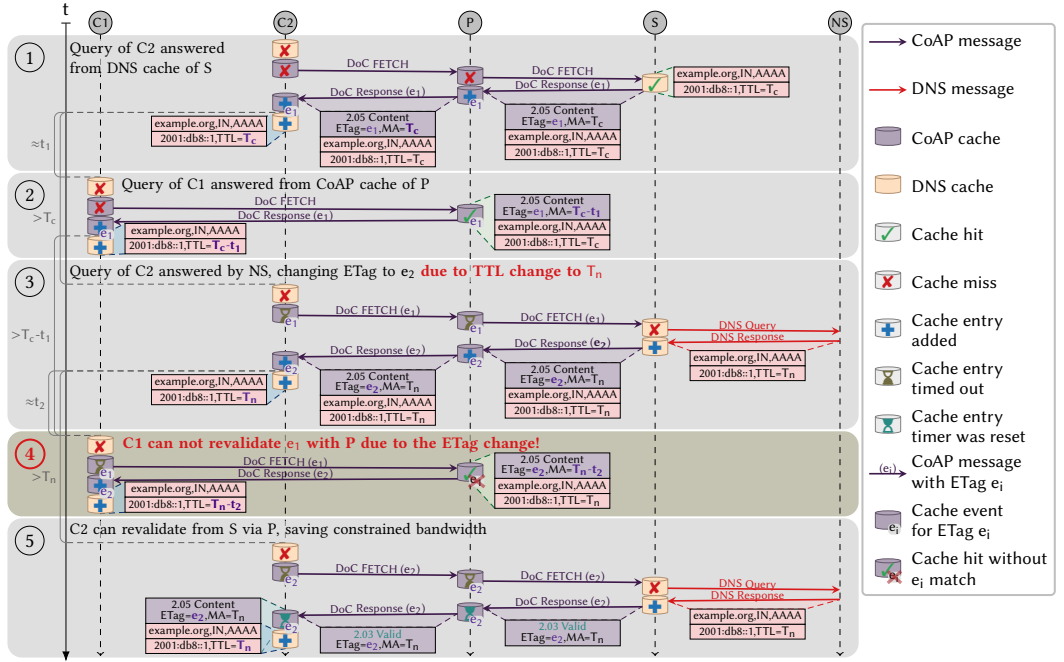 t
C1
C2
P
S
NS
1
Query of C2 answered
from DNS cache of S
DoC FETCH
DoC FETCH
DoC Response (e1)
DoC Response (e1)
e1
e1
example.org,IN,AAAA
2001:db8::1,TTL=Tc
2.05 Content
ETag=e1,MA=Tc
example.org,IN,AAAA
2001:db8::1,TTL=Tc
2.05 Content
ETag=e1,MA=Tc
example.org,IN,AAAA
2001:db8::1,TTL=Tc
example.org,IN,AAAA
2001:db8::1,TTL=Tc
≈t1
2
Query of C1 answered from CoAP cache of P
DoC FETCH
DoC Response (e1)
e1
e1
2.05 Content
ETag=e1,MA=Tc-t1
example.org,IN,AAAA
2001:db8::1,TTL=Tc
example.org,IN,AAAA
2001:db8::1,TTL=Tc-t1
>Tc
3
Query of C2 answered by NS, changing ETag to e2 due to TTL change to Tn
DoC FETCH (e1)
DoC FETCH (e1)
DNS Query
DNS Response
DoC Response (e2)
DoC Response (e2)
e1
e1
e2
e2
example.org,IN,AAAA
2001:db8::1,TTL=Tn
2.05 Content
ETag=e2,MA=Tn
example.org,IN,AAAA
2001:db8::1,TTL=Tn
2.05 Content
ETag=e2,MA=Tn
example.org,IN,AAAA
2001:db8::1,TTL=Tn
example.org,IN,AAAA
2001:db8::1,TTL=Tn
>Tc-t1
≈t2
4
C1 can not revalidate e1 with P due to the ETag change!
DoC FETCH (e1)
DoC Response (e2)
e1
e2
e1
2.05 Content
ETag=e2,MA=Tn-t2
example.org,IN,AAAA
2001:db8::1,TTL=Tn
example.org,IN,AAAA
2001:db8::1,TTL=Tn-t2
>Tn
5
C2 can revalidate from S via P, saving constrained bandwidth
DoC FETCH (e2)
DoC FETCH (e2)
DNS Query
DNS Response
DoC Response (e2)
DoC Response (e2)
e2
e2
e2
e2
2.05 Content
ETag=e2,MA=Tn
example.org,IN,AAAA
2001:db8::1,TTL=Tn
2.03 Valid
ETag=e2,MA=Tn
2.03 Valid
ETag=e2,MA=Tn
example.org,IN,AAAA
2001:db8::1,TTL=Tn
CoAP message
DNS message
CoAP cache
DNS cache
Cache hit
Cache miss
Cache entry
added
Cache entry
timed out
Cache entry
timer was reset
(ei)
CoAP message
with ETag ei
ei
Cache event
for ETag ei
ei
Cache hit without
ei match